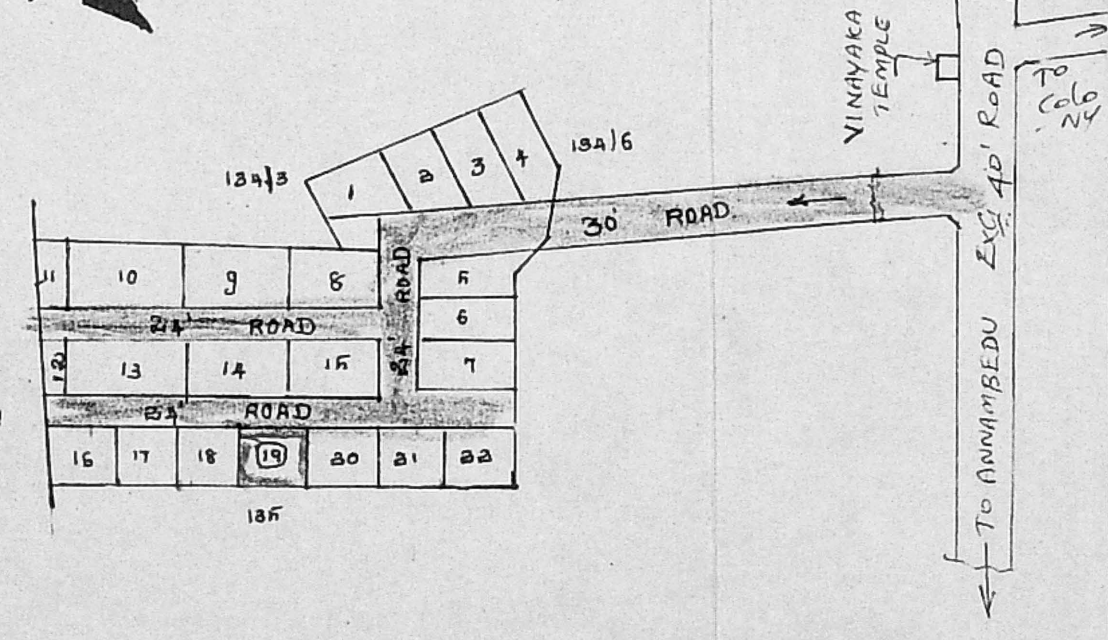 VINAYAKA
TEMPLE
TO
COLO
NY
EXG 40' ROAD
134/3
134/6
1
2
3
4
30' ROAD
11
10
9
8
ROAD
24'
5
6
7
24' ROAD
12
13
14
15
24' ROAD
16
17
18
19
20
21
22
135
TO ANNAMBEDU